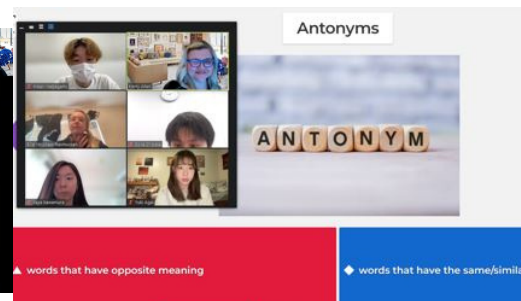 Antonyms
ANTONYM
▲ words that have opposite meaning
◆ words that have the same/simila